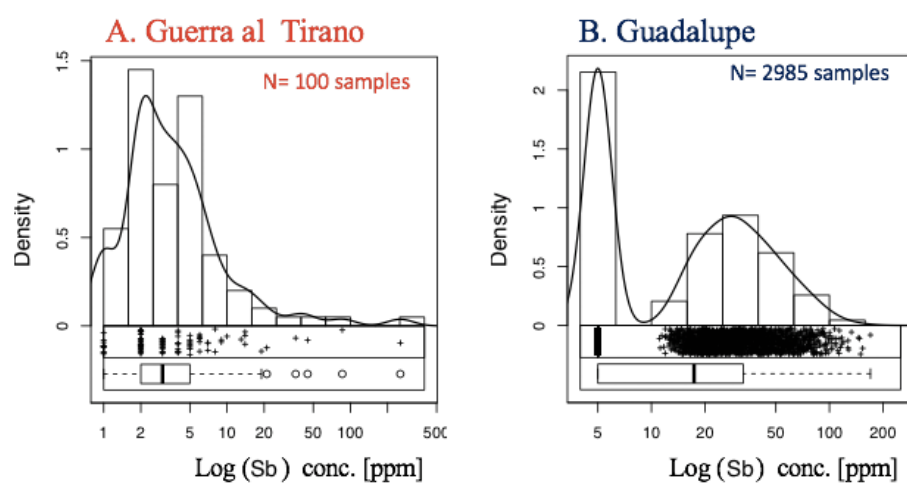 A. Guerra al Tirano
N= 100 samples
Density
0
0.5
1
1.5
1 2 5 10 20 50 100 500
Log (Sb) conc. [ppm]
B. Guadalupe
N= 2985 samples
Density
0
0.5
1
1.5
2
5 10 20 50 100 200
Log (Sb) conc. [ppm]